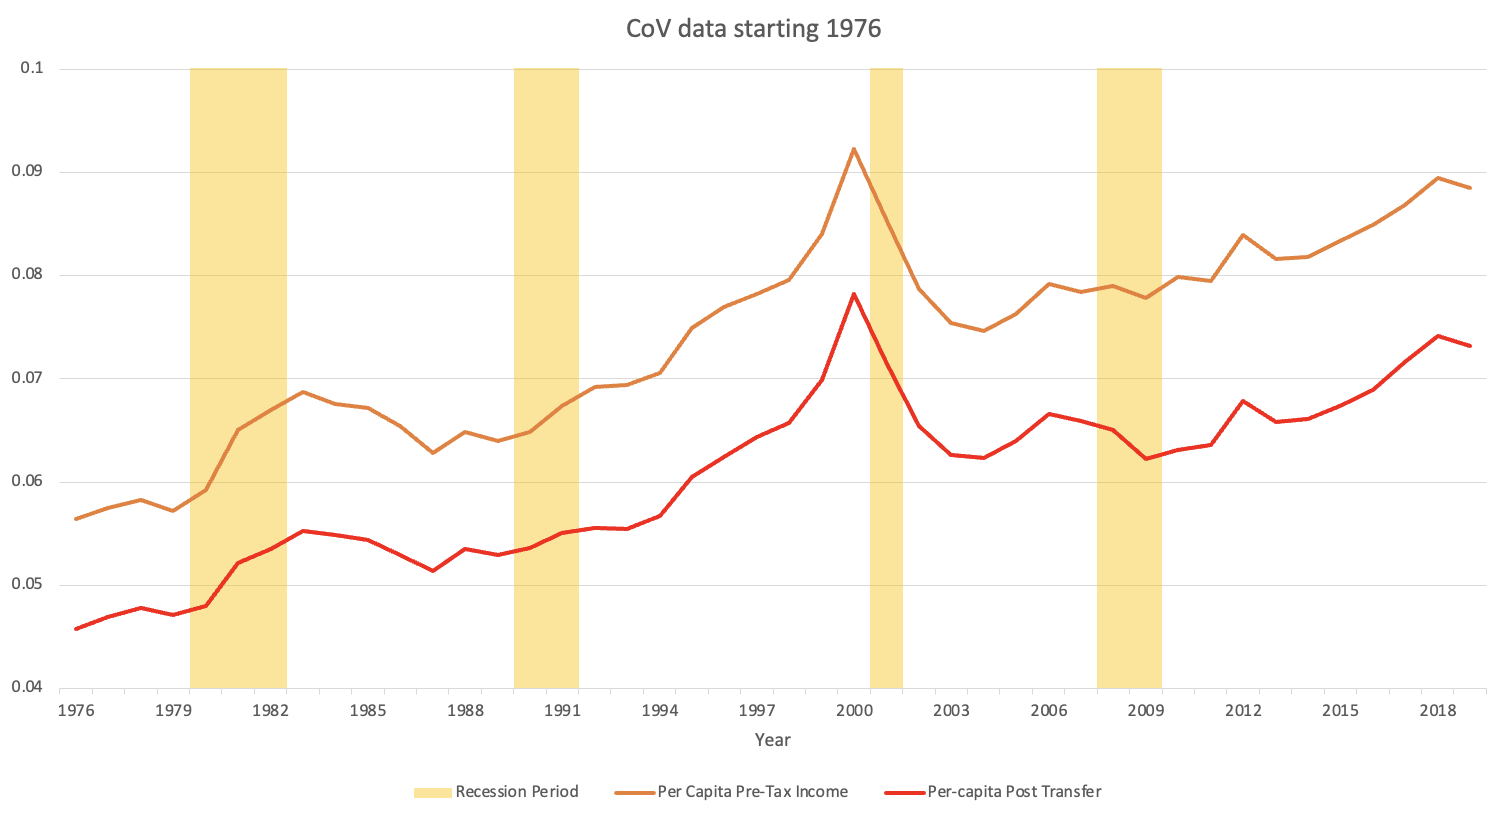 CoV data starting 1976
0.1
0.09
0.08
0.07
0.06
0.05
0.04
1976 1979 1982 1985 1988 1991 1994 1997 2000 2003 2006 2009 2012 2015 2018
Year
Recession Period Per Capita Pre-Tax Income Per-capita Post Transfer